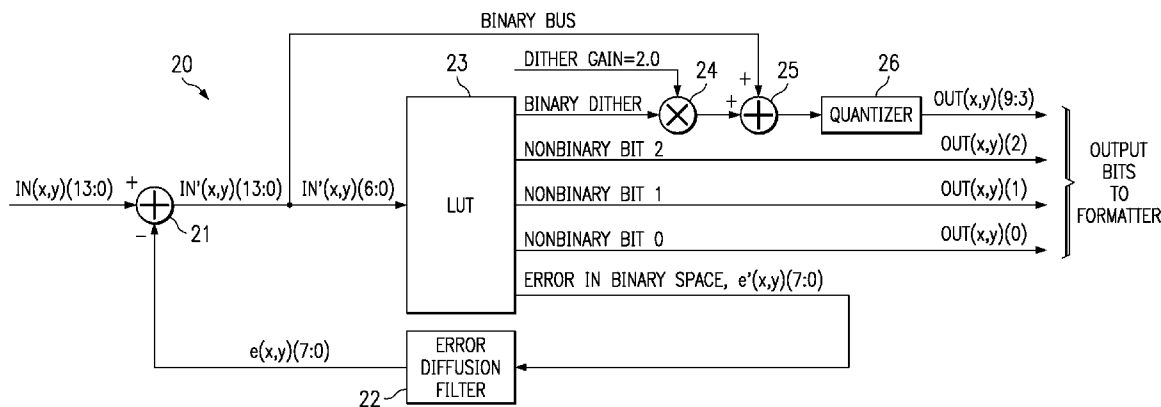 BINARY BUS
20
23
DITHER GAIN=2.0
24
+
25
26
BINARY DITHER
+
QUANTIZER
OUT(x,y)(9:3)
NONBINARY BIT 2
OUT(x,y)(2)
IN(x,y)(13:0)
+
IN'(x,y)(13:0)
IN'(x,y)(6:0)
LUT
NONBINARY BIT 1
OUT(x,y)(1)
OUTPUT
BITS
TO
FORMATTER
−
21
NONBINARY BIT 0
OUT(x,y)(0)
ERROR IN BINARY SPACE, e'(x,y)(7:0)
e(x,y)(7:0)
ERROR
DIFFUSION
FILTER
22